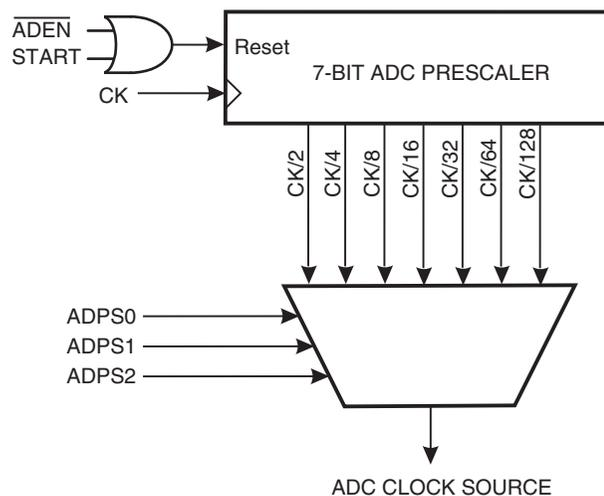 ADEN
START
Reset
7-BIT ADC PRESCALER
CK
CK/2
CK/4
CK/8
CK/16
CK/32
CK/64
CK/128
ADPS0
ADPS1
ADPS2
ADC CLOCK SOURCE